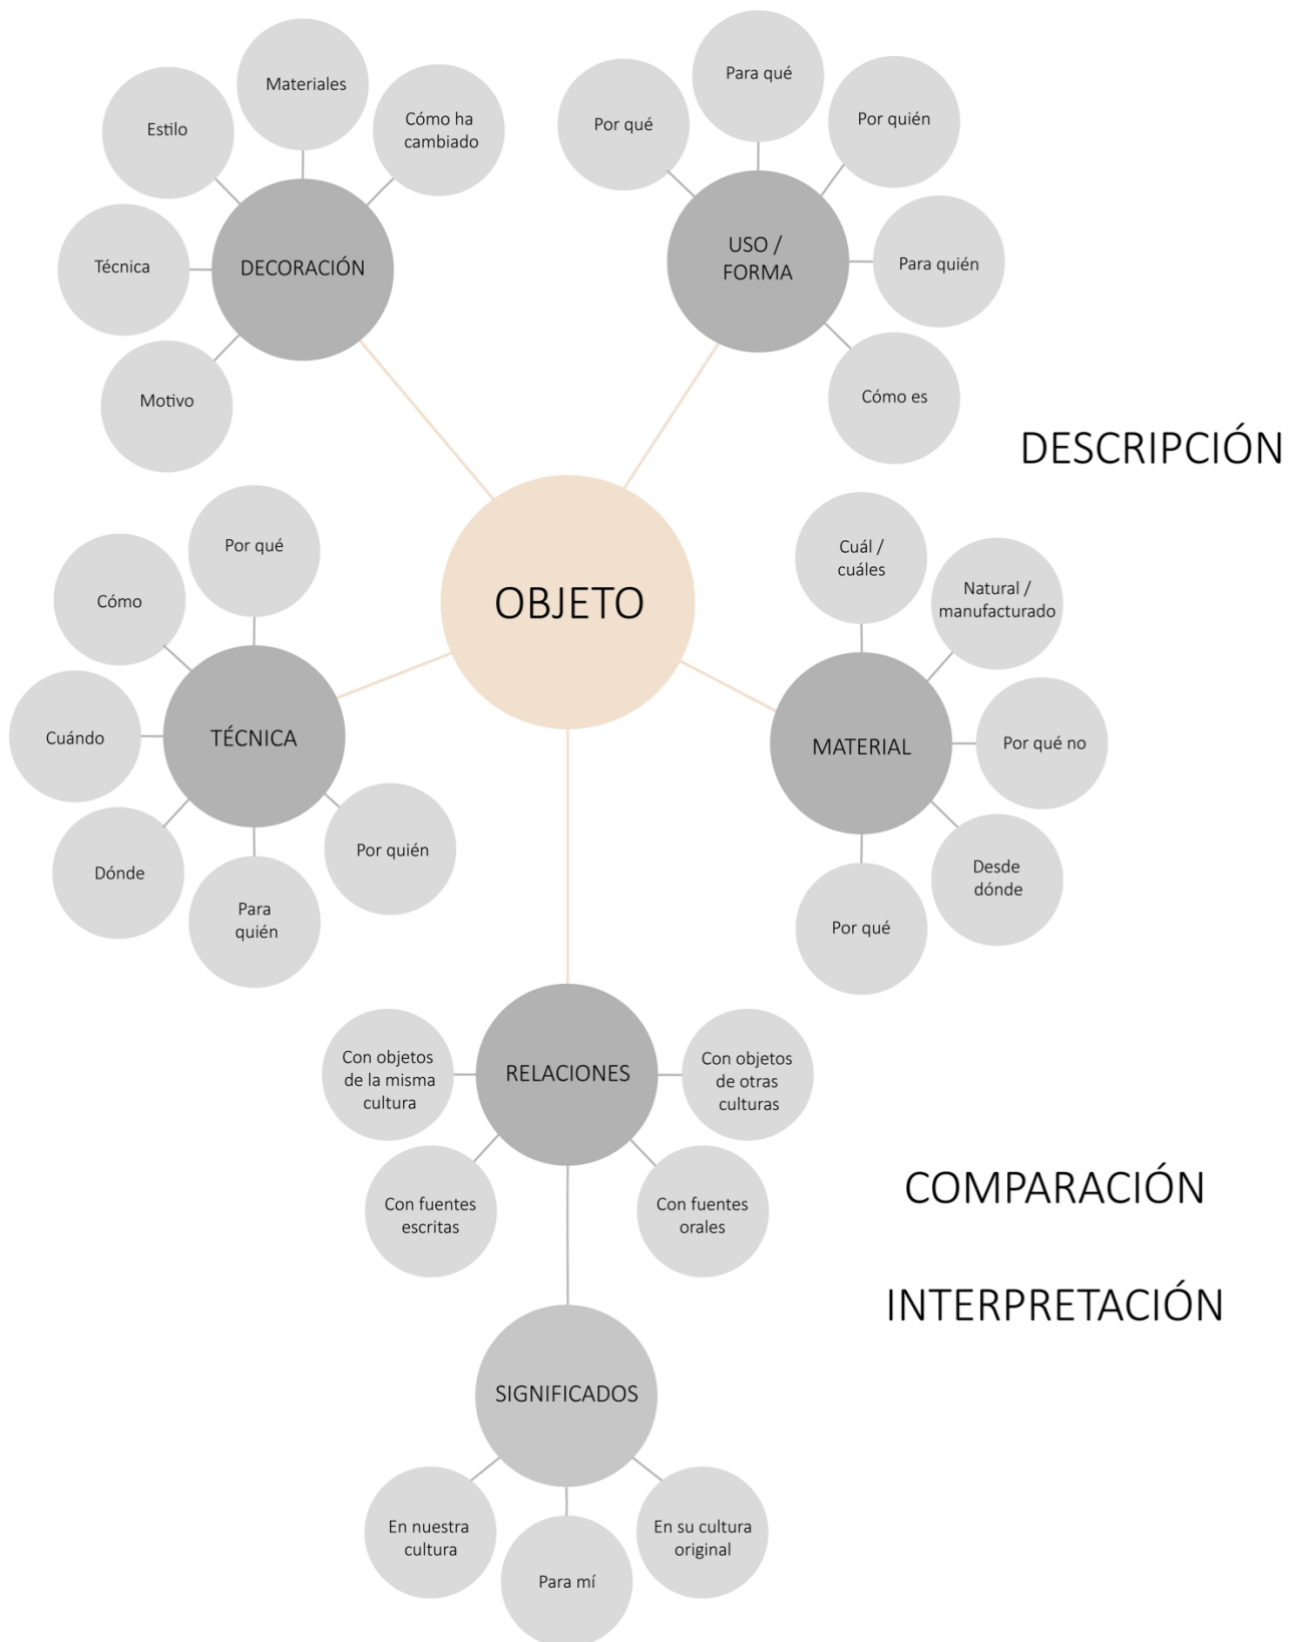 Materiales
Estilo
Cómo ha
cambiado
Técnica
DECORACIÓN
Motivo
Para qué
Por qué
Por quién
USO /
FORMA
Para quién
Cómo es
DESCRIPCIÓN
OBJETO
Por qué
Cómo
Cuándo
TÉCNICA
Dónde
Para
quién
Por quién
Cuál /
cuáles
Natural /
manufacturado
MATERIAL
Por qué no
Desde
dónde
Por qué
Con objetos
de la misma
cultura
RELACIONES
Con objetos
de otras
culturas
Con fuentes
escritas
Con fuentes
orales
COMPARACIÓN
INTERPRETACIÓN
SIGNIFICADOS
En nuestra
cultura
Para mí
En su cultura
original